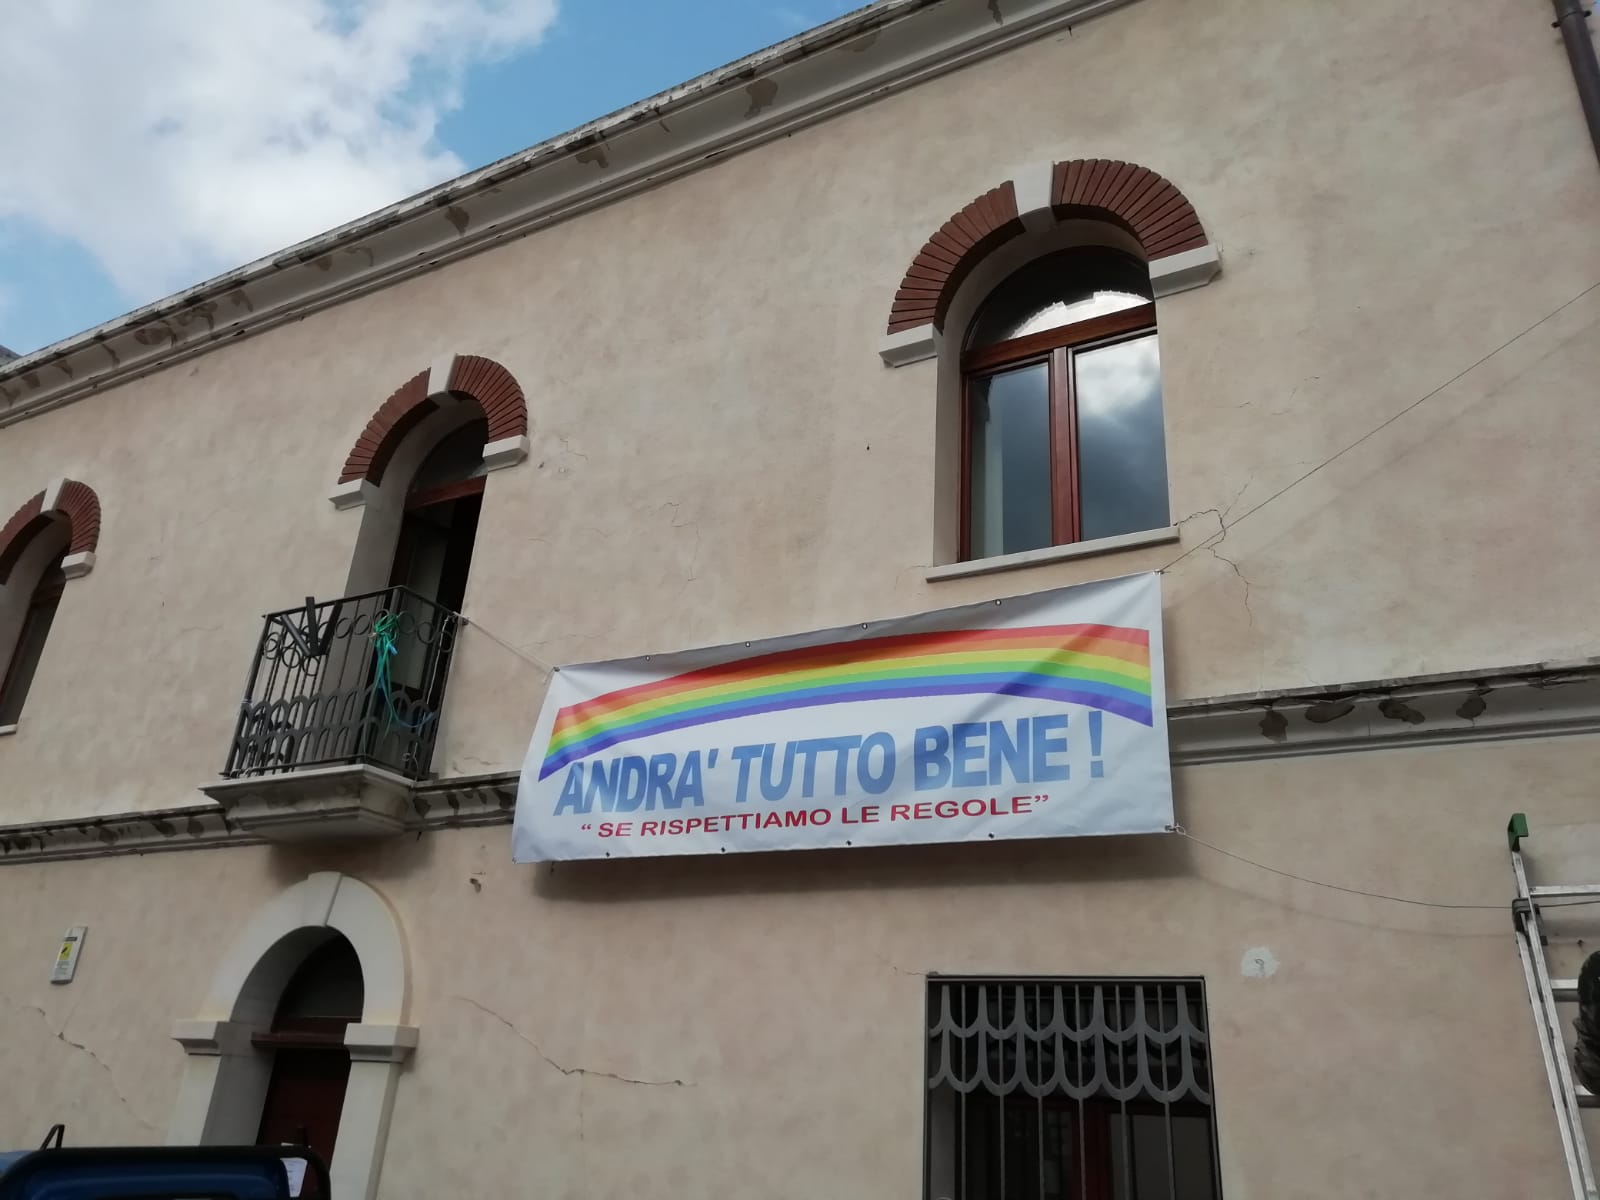 ANDRA' TUTTO BENE !
“ SE RISPETTIAMO LE REGOLE”